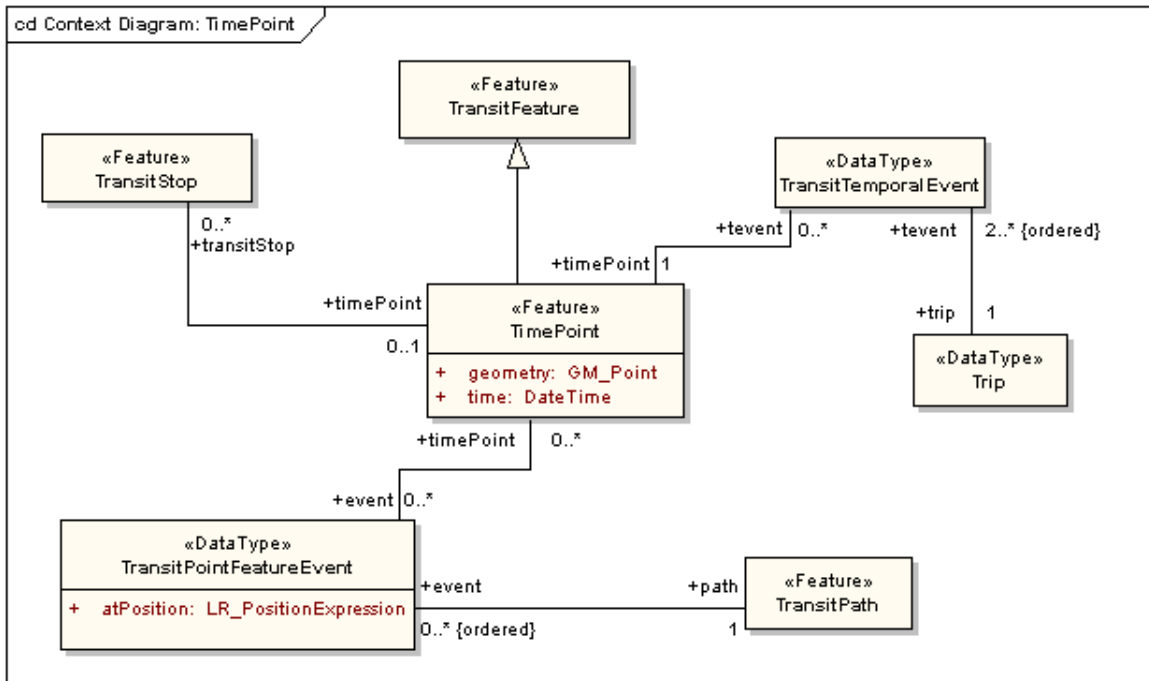 cd Context Diagram: TimePoint
«Feature»
TransitFeature
«Feature»
TransitStop
«DataType»
TransitTemporalEvent
0..*
+transitStop
+tevent 0..*
+tevent 2..* {ordered}
+timePoint 1
+timePoint
0..1
«Feature»
TimePoint
+ geometry: GM_Point
+ time: DateTime
+trip 1
«DataType»
Trip
+timePoint 0..*
+event 0..*
«DataType»
TransitPointFeatureEvent
+ atPosition: LR_PositionExpression
+event
0..* {ordered}
+path
1
«Feature»
TransitPath